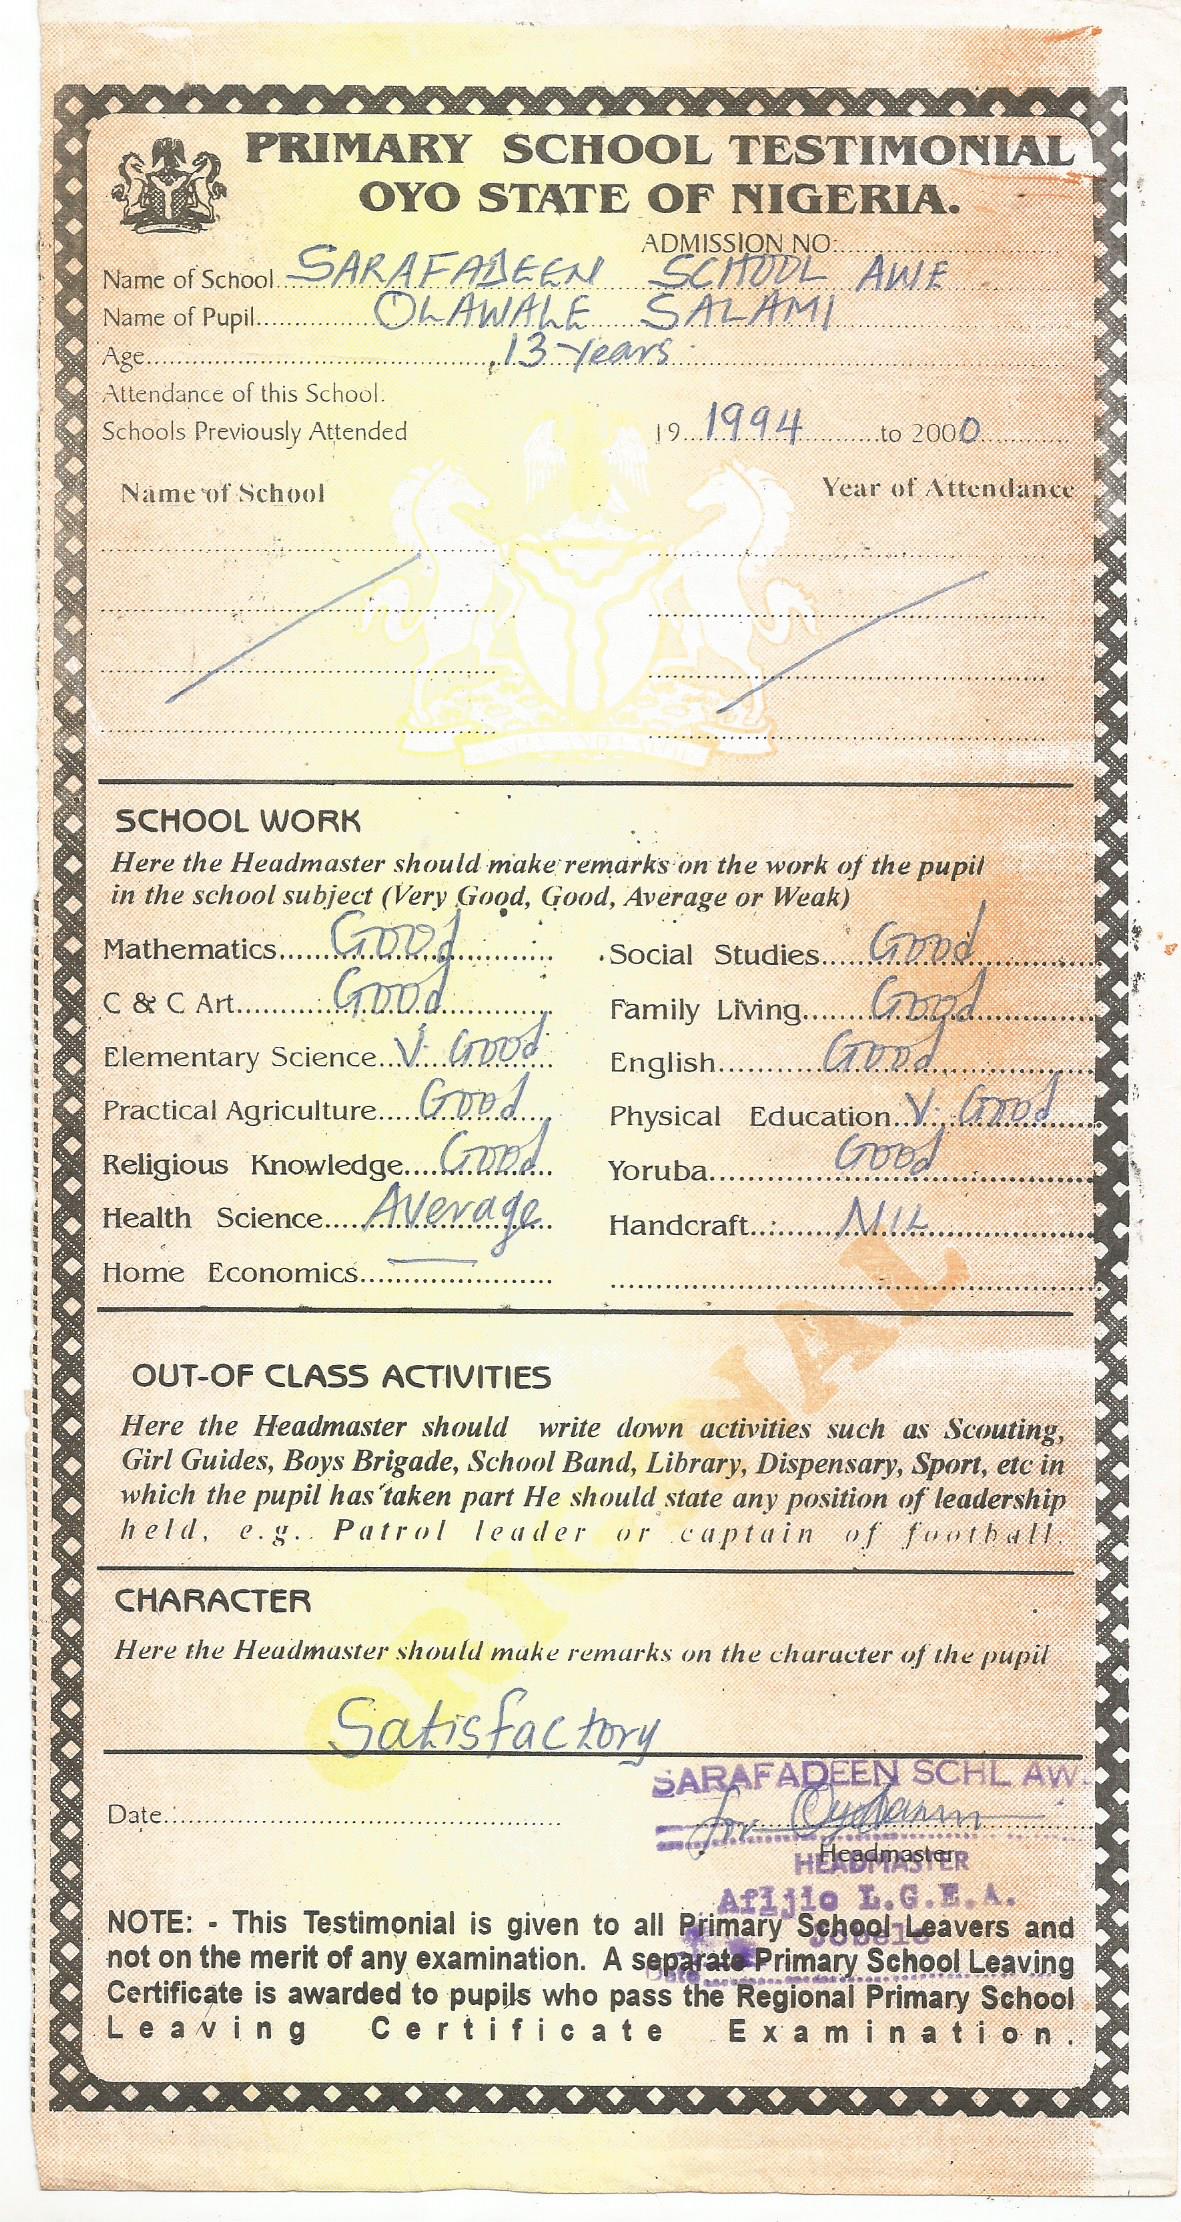 PRIMARY SCHOOL TESTIMONIAL
OYO STATE OF NIGERIA.
ADMISSION NO:
Name of School SARAFADEEN SCHOOL AWE
Name of Pupil OLAWALE SALAMI
Age 13 years
Attendance of this School.
Schools Previously Attended 19 1994 to 2000
Name of School Year of Attendance
SCHOOL WORK
Here the Headmaster should make remarks on the work of the pupil
in the school subject (Very Good, Good, Average or Weak)
Mathematics Good Social Studies Good
C & C Art Good Family Living Good
Elementary Science V. Good English Good
Practical Agriculture Good Physical Education V. Good
Religious Knowledge Good Yoruba Good
Health Science Average Handcraft NIL
Home Economics
ORIGINAL
OUT-OF CLASS ACTIVITIES
Here the Headmaster should write down activities such as Scouting,
Girl Guides, Boys Brigade, School Band, Library, Dispensary, Sport, etc in
which the pupil has taken part He should state any position of leadership
held, e.g. Patrol leader or captain of football.
CHARACTER
Here the Headmaster should make remarks on the character of the pupil
Satisfactory
SARAFADEEN SCHL AW.
Date
for
Headmaster
HEADMASTER
Afijio L.G.E.A.
NOTE: - This Testimonial is given to all Primary School Leavers and
not on the merit of any examination. A separate Primary School Leaving
Date
Certificate is awarded to pupils who pass the Regional Primary School
Leaving Certificate Examination.